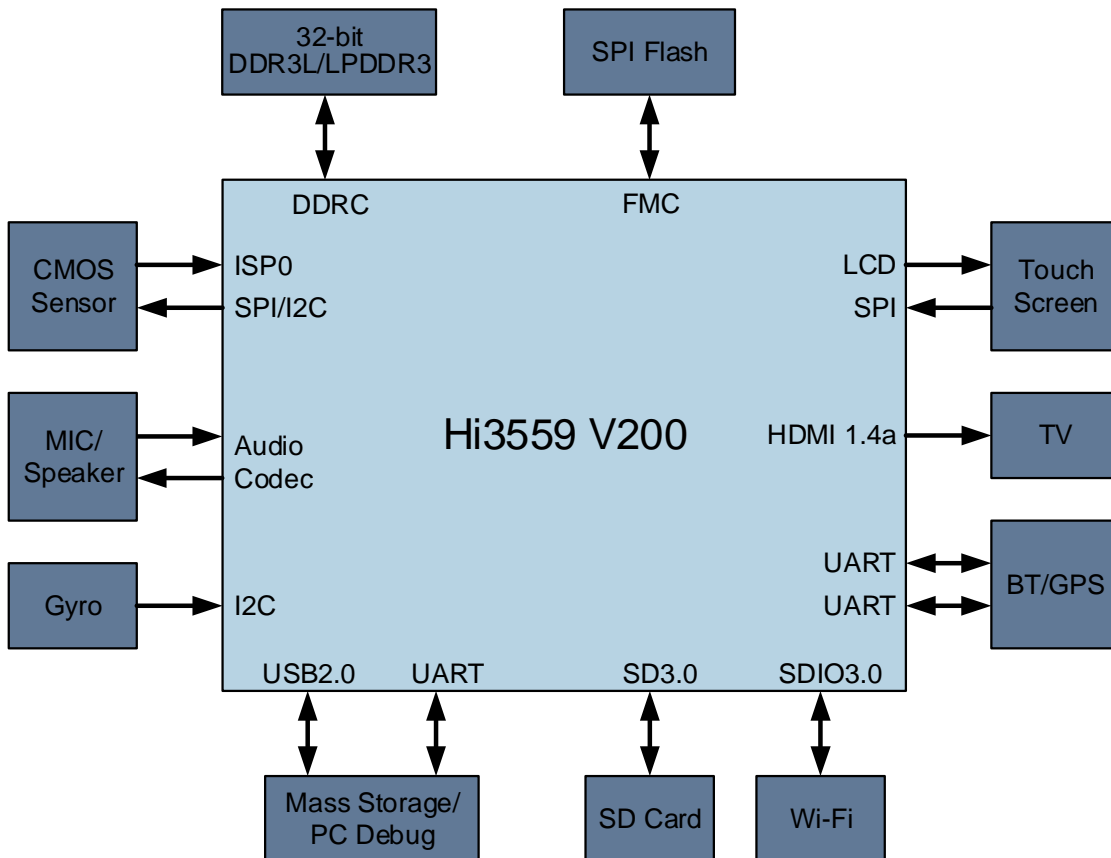 32-bit
DDR3L/LPDDR3
SPI Flash
DDRC
FMC
CMOS
Sensor
ISP0
SPI/I2C
LCD
SPI
Touch
Screen
MIC/
Speaker
Audio
Codec
Hi3559 V200
HDMI 1.4a
TV
Gyro
I2C
UART
UART
BT/GPS
USB2.0
UART
SD3.0
SDIO3.0
Mass Storage/
PC Debug
SD Card
Wi-Fi